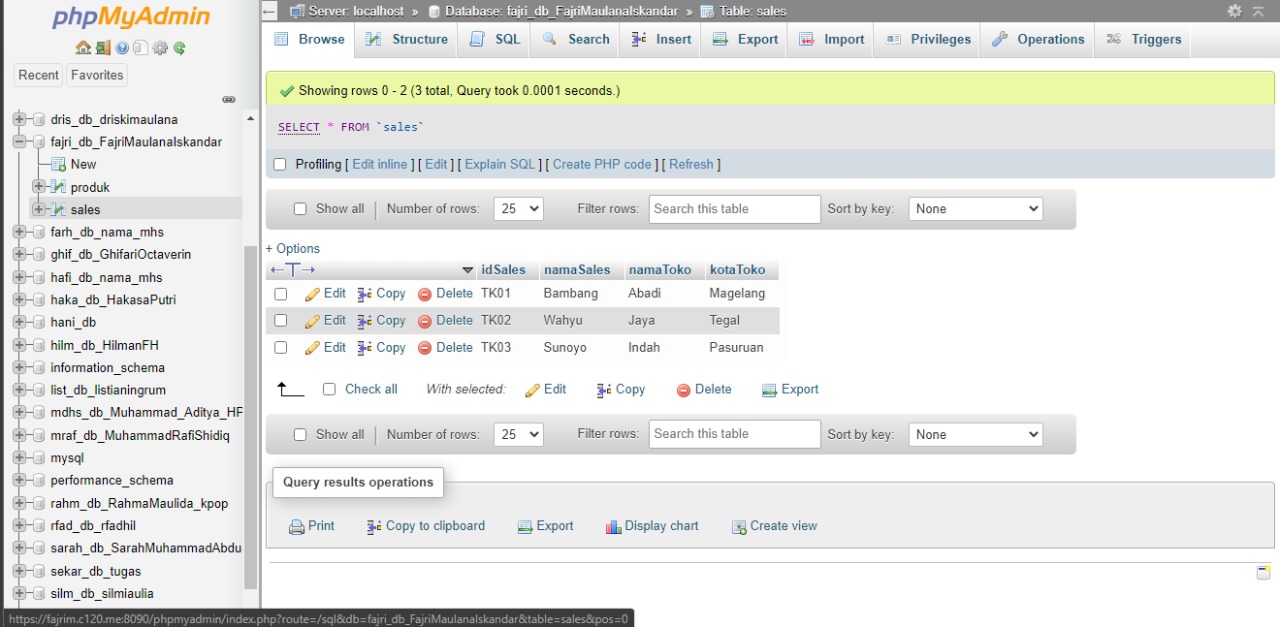 phpMyAdmin
Recent Favorites
dris_db_driskimaulana
fajri_db_FajriMaulanaIskandar
New
produk
sales
farh_db_nama_mhs
ghif_db_GhifariOctaverin
hafi_db_nama_mhs
haka_db_HakasaPutri
hani_db
hilm_db_HilmanFH
information_schema
list_db_listianingrum
mdhs_db_Muhammad_Aditya_HF
mraf_db_MuhammadRafiShidiq
mysql
performance_schema
rahm_db_RahmaMaulida_kpop
rfad_db_rfadhil
sarah_db_SarahMuhammadAbdu
sekar_db_tugas
silm_db_silmiaulia
Server: localhost » Database: fajri_db_FajriMaulanaIskandar » Table: sales
Browse Structure SQL Search Insert Export Import Privileges Operations Triggers
Showing rows 0 - 2 (3 total, Query took 0.0001 seconds.)
SELECT * FROM `sales`
Profiling [ Edit inline ] [ Edit ] [ Explain SQL ] [ Create PHP code ] [ Refresh ]
Show all | Number of rows: 25 Filter rows: Search this table Sort by key: None
+ Options
←T→ idSales namaSales namaToko kotaToko
Edit Copy Delete TK01 Bambang Abadi Magelang
Edit Copy Delete TK02 Wahyu Jaya Tegal
Edit Copy Delete TK03 Sunoyo Indah Pasuruan
Check all With selected: Edit Copy Delete Export
Show all | Number of rows: 25 Filter rows: Search this table Sort by key: None
Query results operations
Print Copy to clipboard Export Display chart Create view
https://fajrim.c120.me:8090/phpmyadmin/index.php?route=/sql&db=fajri_db_FajriMaulanaIskandar&table=sales&pos=0